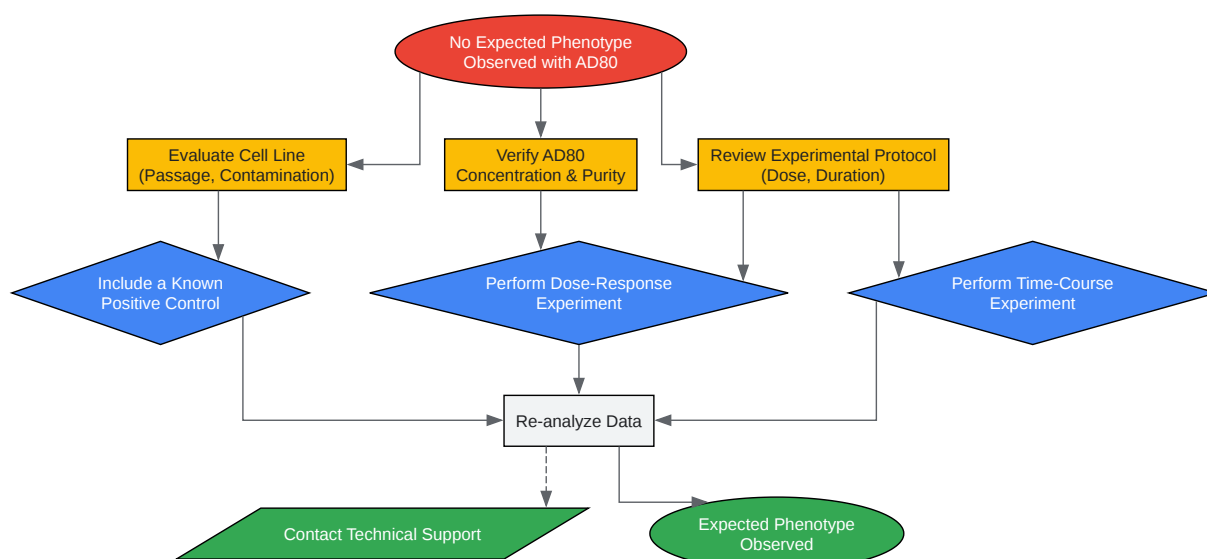 No Expected Phenotype
Observed with AD80
Evaluate Cell Line
(Passage, Contamination)
Verify AD80
Concentration & Purity
Review Experimental Protocol
(Dose, Duration)
Include a Known
Positive Control
Perform Dose-Response
Experiment
Perform Time-Course
Experiment
Re-analyze Data
Contact Technical Support
Expected Phenotype
Observed